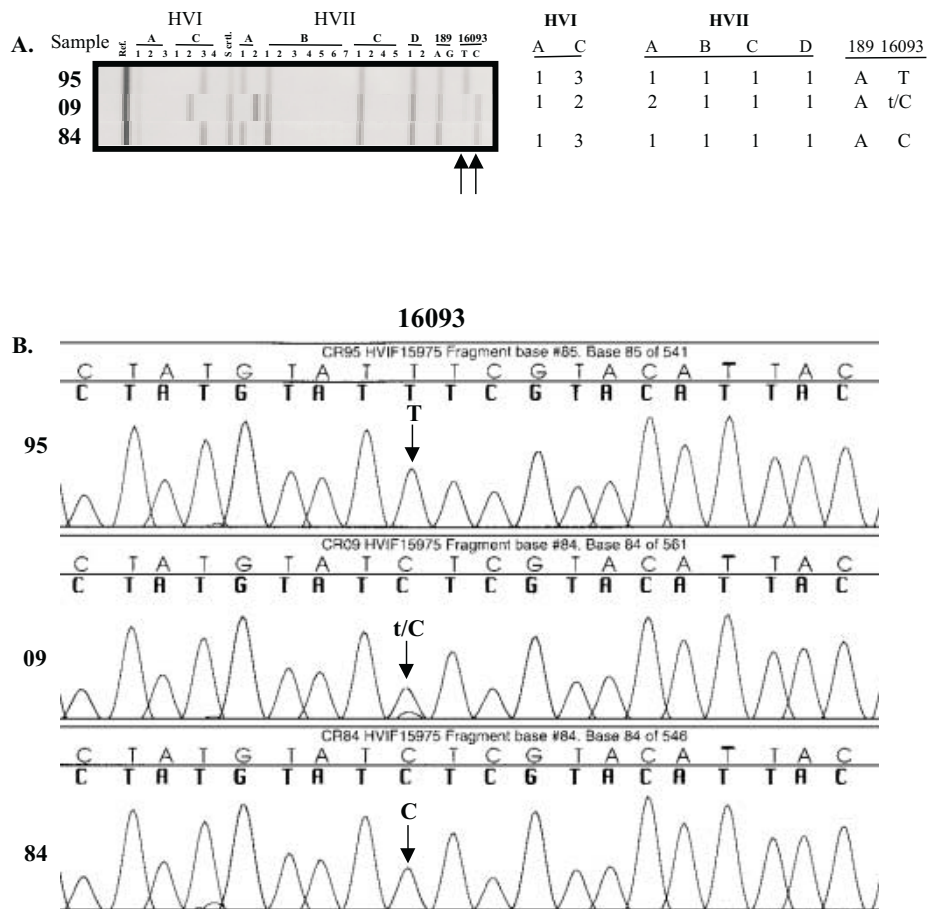 HVI HVII
A. Sample Ref. A C S crtl. A B C D 189 16093
1 2 3 1 2 3 4 1 2 1 2 3 4 5 6 7 1 2 3 4 5 1 2 A G T C
HVI HVII
A C A B C D 189 16093
95 1 3 1 1 1 1 A T
09 1 2 2 1 1 1 A t/C
84 1 3 1 1 1 1 A C
16093
B.
CR95 HVIF15975 Fragment base #85. Base 85 of 541
C T A T G T A T T T C G T A C A T T A C
C T A T G T A T T T C G T A C A T T A C
T
95
CR09 HVIF15975 Fragment base #84. Base 84 of 561
C T A T G T A T C T C G T A C A T T A C
C T A T G T A T C T C G T A C A T T A C
t/C
09
CR84 HVIF15975 Fragment base #84. Base 84 of 546
C T A T G T A T C T C G T A C A T T A C
C T A T G T A T C T C G T A C A T T A C
C
84